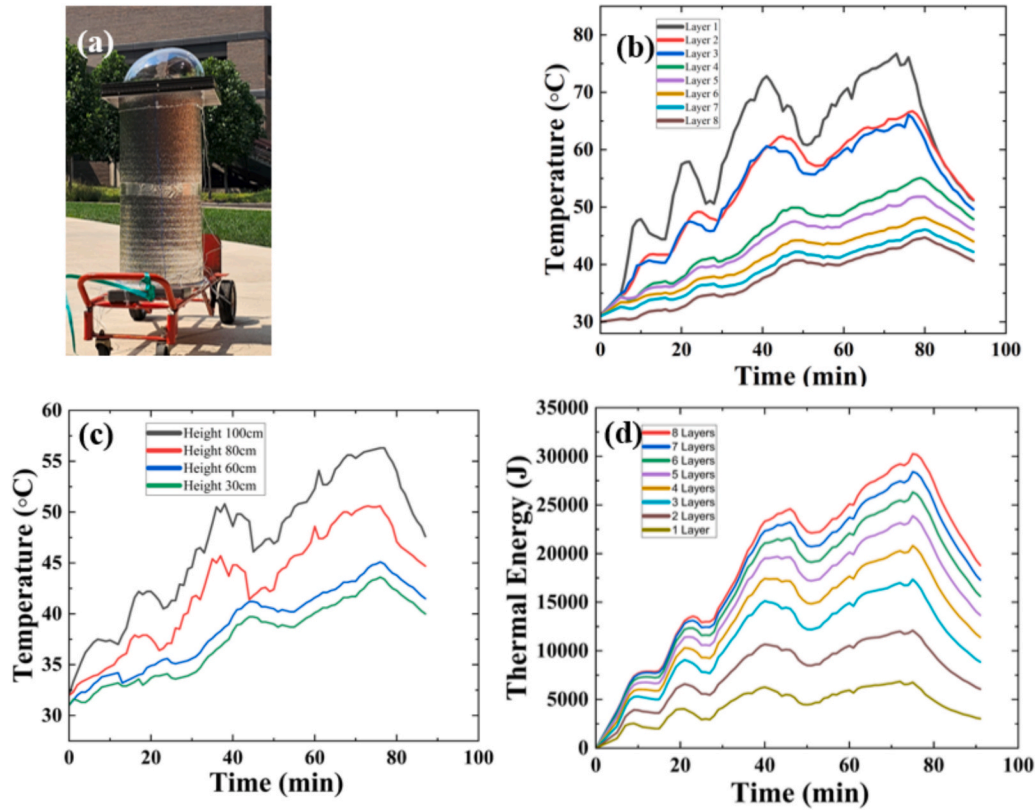 (a)
(b)
Layer 1
Layer 2
Layer 3
Layer 4
Layer 5
Layer 6
Layer 7
Layer 8
Temperature (°C)
80
70
60
50
40
30
0 20 40 60 80 100
Time (min)
(c)
Height 100cm
Height 80cm
Height 60cm
Height 30cm
Temperature (°C)
60
55
50
45
40
35
30
0 20 40 60 80 100
Time (min)
(d)
8 Layers
7 Layers
6 Layers
5 Layers
4 Layers
3 Layers
2 Layers
1 Layer
Thermal Energy (J)
35000
30000
25000
20000
15000
10000
5000
0
0 20 40 60 80 100
Time (min)